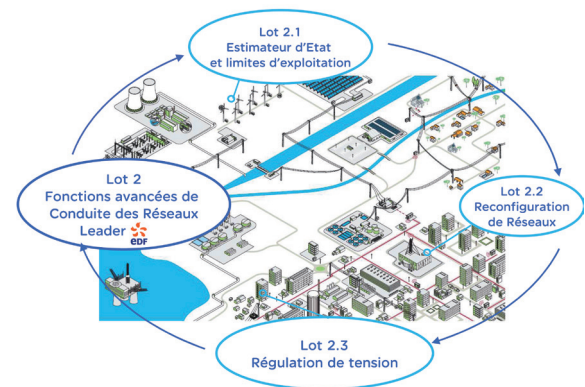 Lot 2.1
Estimateur d'Etat
et limites d'exploitation
Lot 2
Fonctions avancées de
Conduite des Réseaux
Leader edf
Lot 2.2
Reconfiguration
de Réseaux
Lot 2.3
Régulation de tension